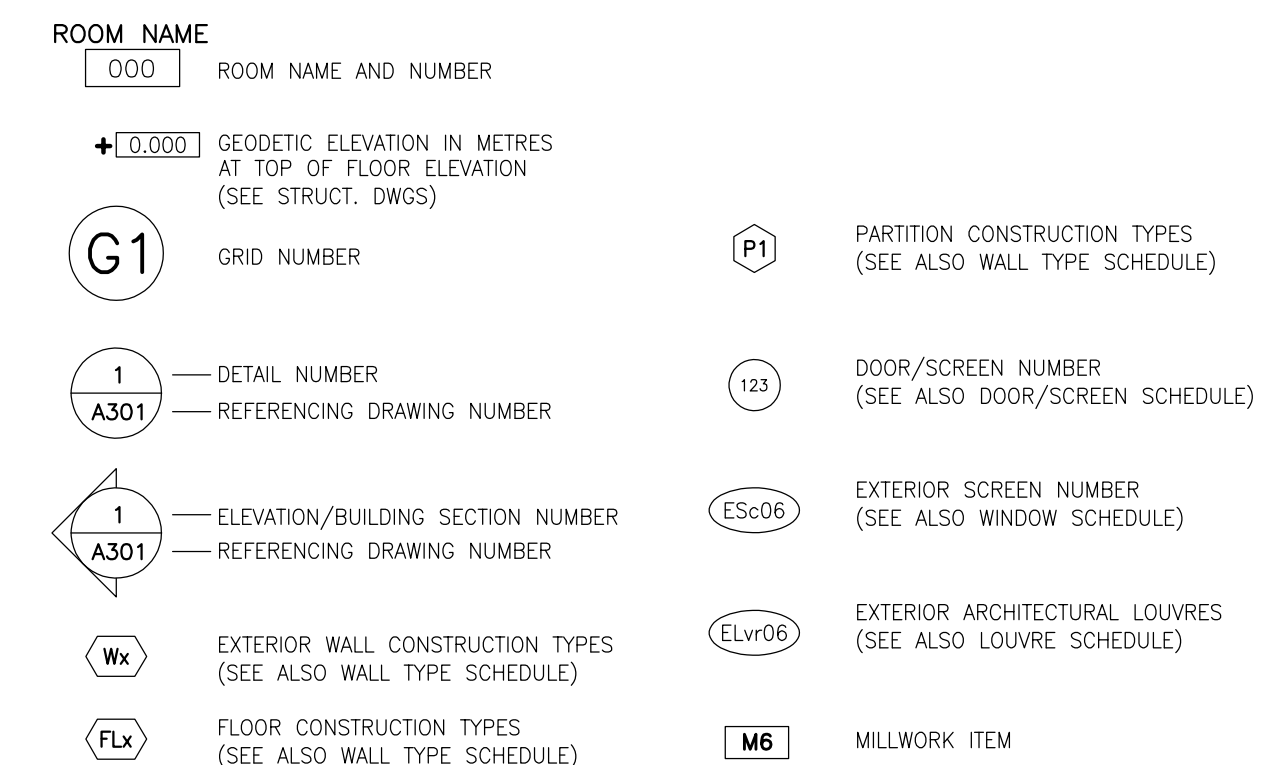 ROOM NAME
000
ROOM NAME AND NUMBER
+ 0.000
GEODETIC ELEVATION IN METRES
AT TOP OF FLOOR ELEVATION
(SEE STRUCT. DWGS)
G1
GRID NUMBER
1
DETAIL NUMBER
A301
REFERENCING DRAWING NUMBER
1
ELEVATION/BUILDING SECTION NUMBER
A301
REFERENCING DRAWING NUMBER
Wx
EXTERIOR WALL CONSTRUCTION TYPES
(SEE ALSO WALL TYPE SCHEDULE)
FLx
FLOOR CONSTRUCTION TYPES
(SEE ALSO WALL TYPE SCHEDULE)
P1
PARTITION CONSTRUCTION TYPES
(SEE ALSO WALL TYPE SCHEDULE)
123
DOOR/SCREEN NUMBER
(SEE ALSO DOOR/SCREEN SCHEDULE)
ESc06
EXTERIOR SCREEN NUMBER
(SEE ALSO WINDOW SCHEDULE)
ELvr06
EXTERIOR ARCHITECTURAL LOUVRES
(SEE ALSO LOUVRE SCHEDULE)
M6
MILLWORK ITEM